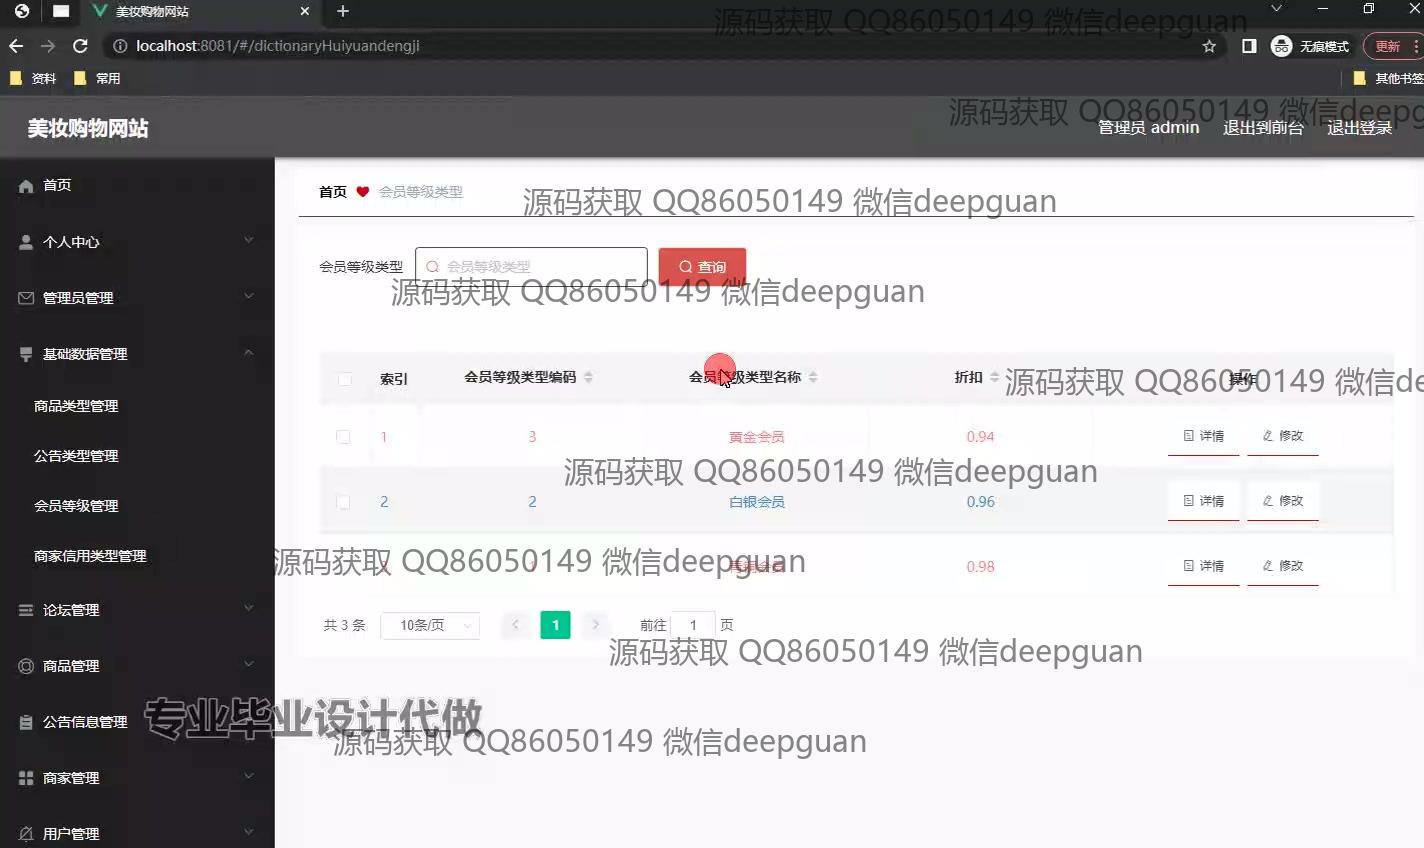 美妆购物网站
源码获取 QQ86050149 微信deepguan
localhost:8081/#/dictionaryHuiyuandengji
无痕模式
更新
资料
常用
其他书签
美妆购物网站
源码获取 QQ86050149 微信deepg
管理员 admin
退出到前台
退出登录
首页
个人中心
管理员管理
基础数据管理
商品类型管理
公告类型管理
会员等级管理
商家信用类型管理
论坛管理
商品管理
公告信息管理
商家管理
用户管理
首页 会员等级类型
源码获取 QQ86050149 微信deepguan
会员等级类型 会员等级类型 查询
源码获取 QQ86050149 微信deepguan
索引 会员等级类型编码 会员等级类型名称 折扣 操作
源码获取 QQ86050149 微信de
1 3 黄金会员 0.94 详情 修改
源码获取 QQ86050149 微信deepguan
2 2 白银会员 0.96 详情 修改
源码获取 QQ86050149 微信deepguan
0.98 详情 修改
共 3 条 10条/页 1 前往 1 页
源码获取 QQ86050149 微信deepguan
专业毕业设计代做
源码获取 QQ86050149 微信deepguan